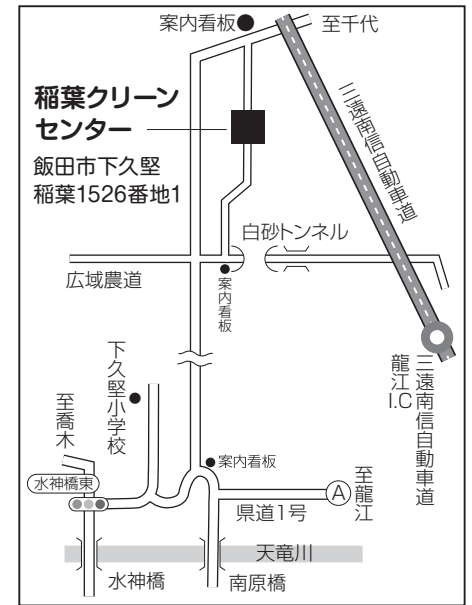 案内看板
至千代
稲葉クリーン
センター
飯田市下久堅
稲葉1526番地1
三遠南信自動車道
白砂トンネル
広域農道
案内看板
三遠南信自動車道
龍江I.C
下久堅小学校
至喬木
水神橋東
案内看板
A
至龍江
県道1号
天竜川
水神橋
南原橋